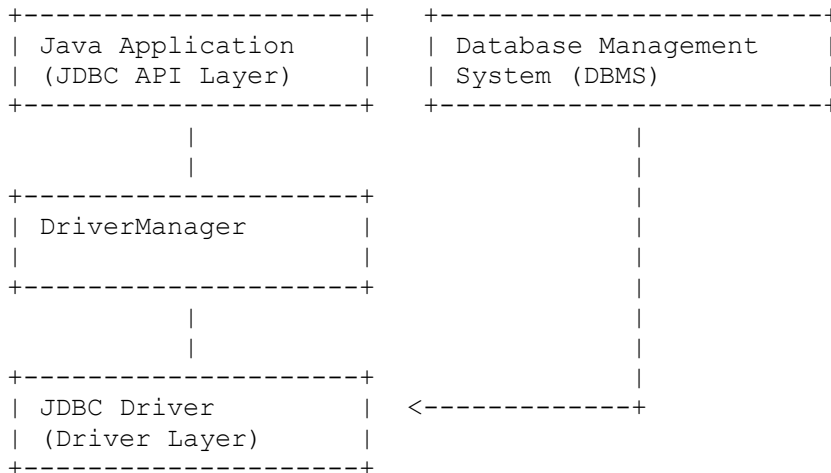 Java Application
(JDBC API Layer)
Database Management
System (DBMS)
DriverManager
JDBC Driver
(Driver Layer)